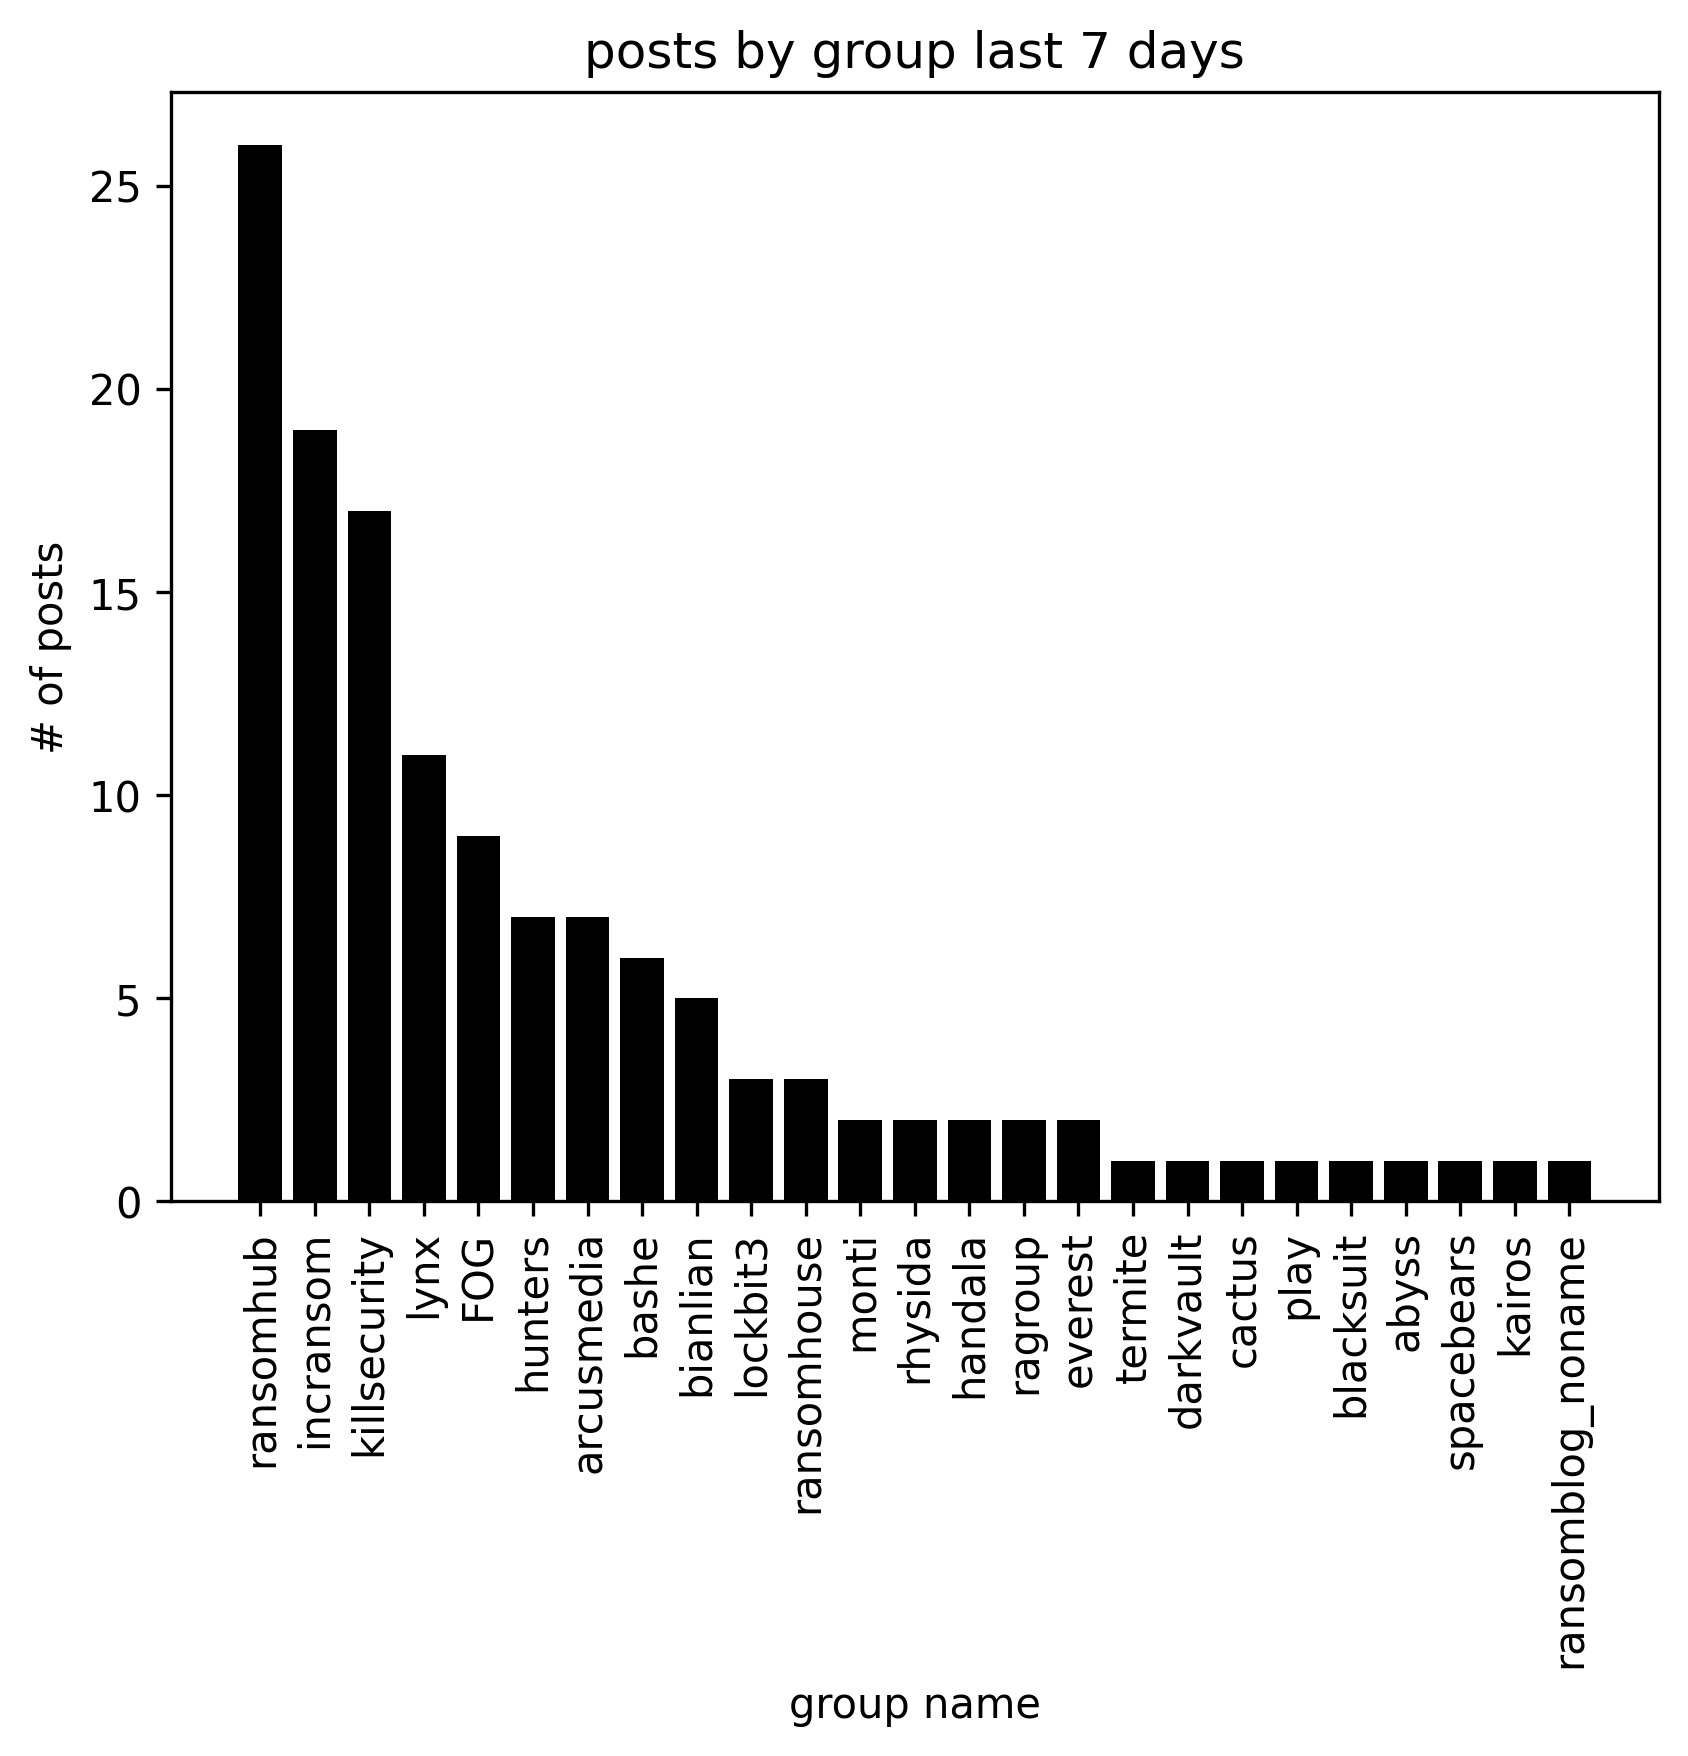 posts by group last 7 days
# of posts
25
20
15
10
5
0
ransomhub
incransom
killsecurity
lynx
FOG
hunters
arcusmedia
bashe
bianlian
lockbit3
ransomhouse
monti
rhysida
handala
ragroup
everest
termite
darkvault
cactus
play
blacksuit
abyss
spacebears
kairos
ransomblog_noname
group name